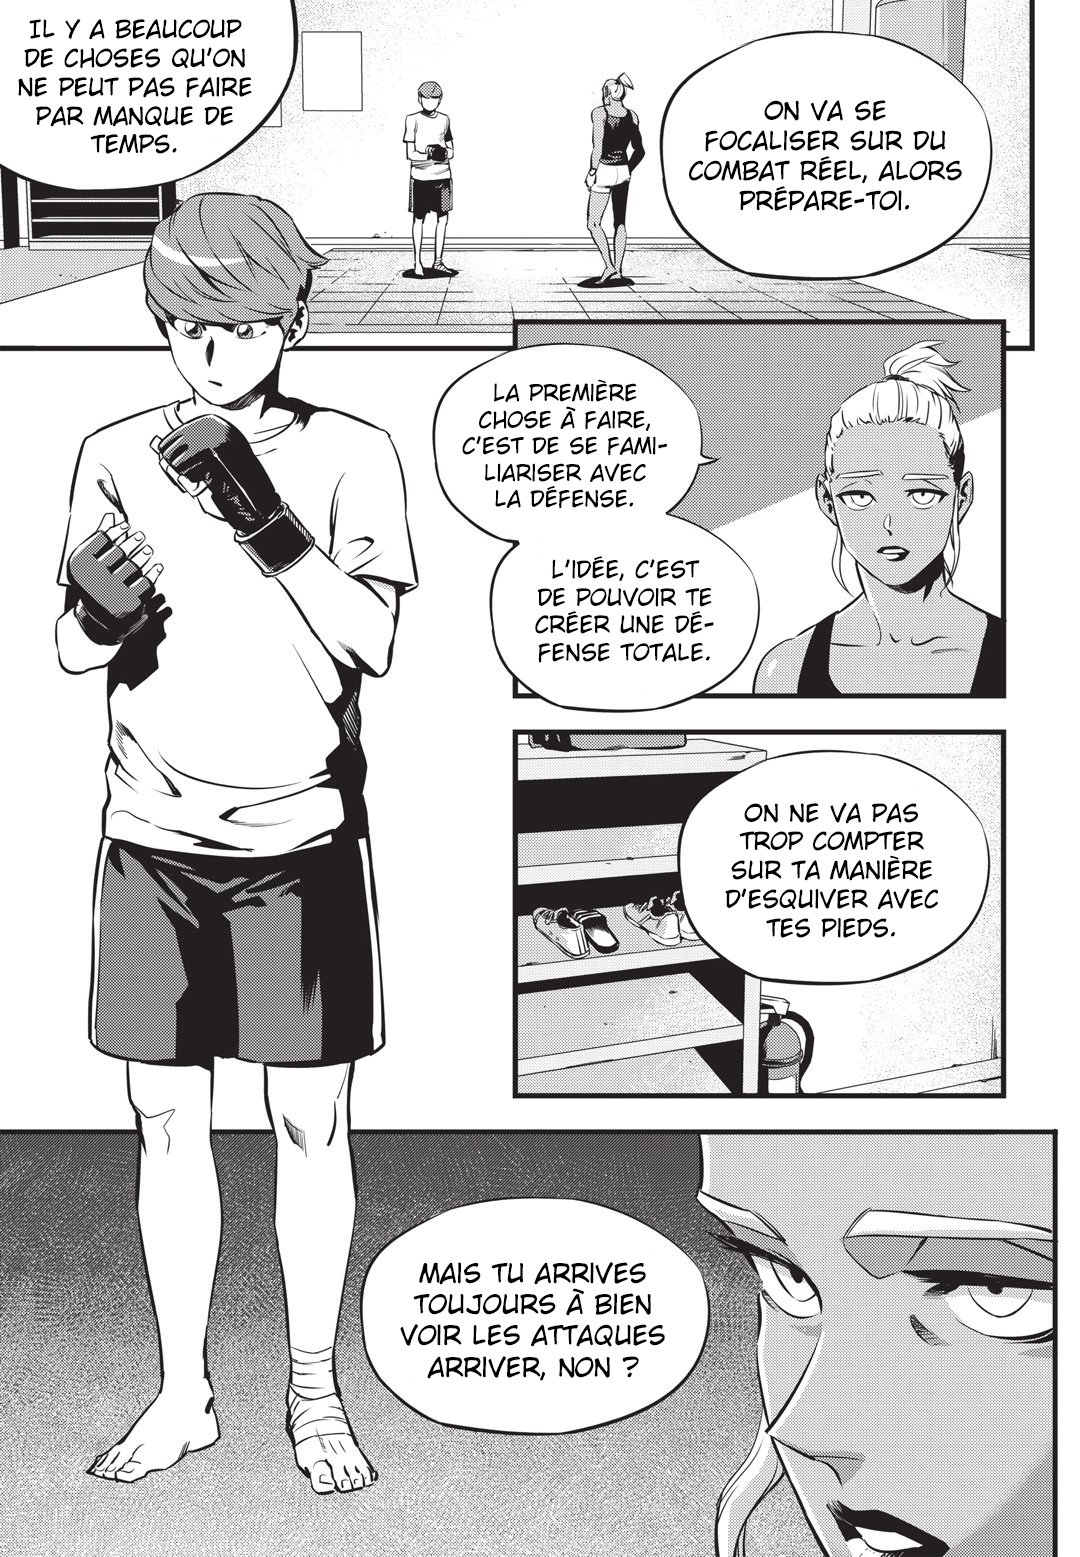 IL Y A BEAUCOUP
DE CHOSES QU'ON
NE PEUT PAS FAIRE
PAR MANQUE DE
TEMPS.
ON VA SE
FOCALISER SUR DU
COMBAT RÉEL, ALORS
PRÉPARE-TOI.
LA PREMIÈRE
CHOSE À FAIRE,
C'EST DE SE FAMI-
LIARISER AVEC
LA DÉFENSE.
L'IDÉE, C'EST
DE POUVOIR TE
CRÉER UNE DÉ-
FENSE TOTALE.
ON NE VA PAS
TROP COMPTER
SUR TA MANIÈRE
D'ESQUIVER AVEC
TES PIEDS.
MAIS TU ARRIVES
TOUJOURS À BIEN
VOIR LES ATTAQUES
ARRIVER, NON ?